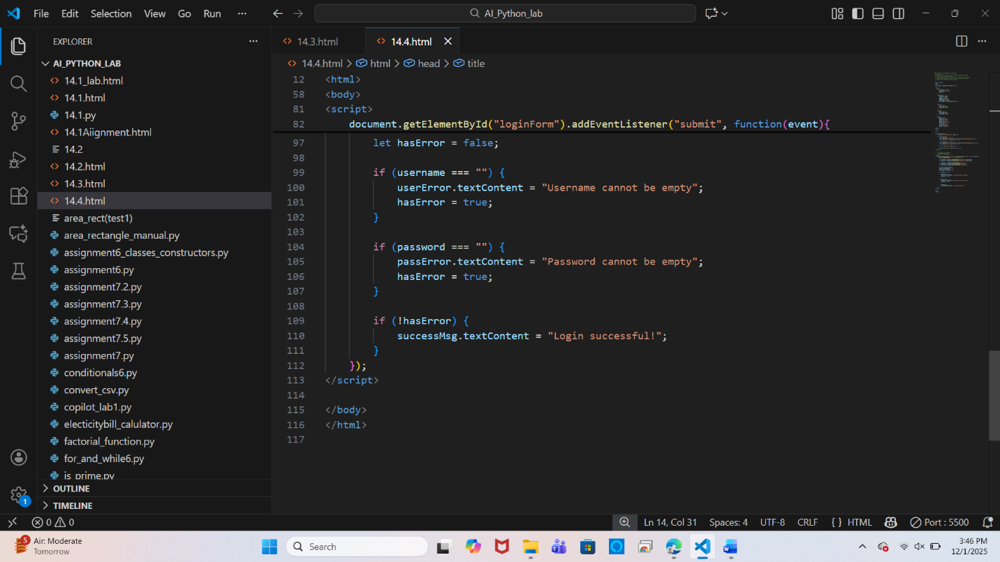 File Edit Selection View Go Run ··· AI_Python_lab
EXPLORER ···
AI_PYTHON_LAB
14.1_lab.html
14.1.html
14.1.py
14.1Aiignment.html
14.2
14.2.html
14.3.html
14.4.html
area_rect(test1)
area_rectangle_manual.py
assignment6_classes_constructors.py
assignment6.py
assignment7.2.py
assignment7.3.py
assignment7.4.py
assignment7.5.py
assignment7.py
conditionals6.py
convert_csv.py
copilot_lab1.py
electicitybill_calulator.py
factorial_function.py
for_and_while6.py
is_prime.py
OUTLINE
TIMELINE
1
14.3.html 14.4.html
14.4.html > html > head > title
12 <html>
58 <body>
81 <script>
82 document.getElementById("loginForm").addEventListener("submit", function(event){
97 let hasError = false;
98
99 if (username === "") {
100 userError.textContent = "Username cannot be empty";
101 hasError = true;
102 }
103
104 if (password === "") {
105 passError.textContent = "Password cannot be empty";
106 hasError = true;
107 }
108
109 if (!hasError) {
110 successMsg.textContent = "Login successful!";
111 }
112 });
113 </script>
114
115 </body>
116 </html>
117
0 0 Ln 14, Col 31 Spaces: 4 UTF-8 CRLF { } HTML Port : 5500
5 Air: Moderate
Tomorrow
Search
3:46 PM
12/1/2025